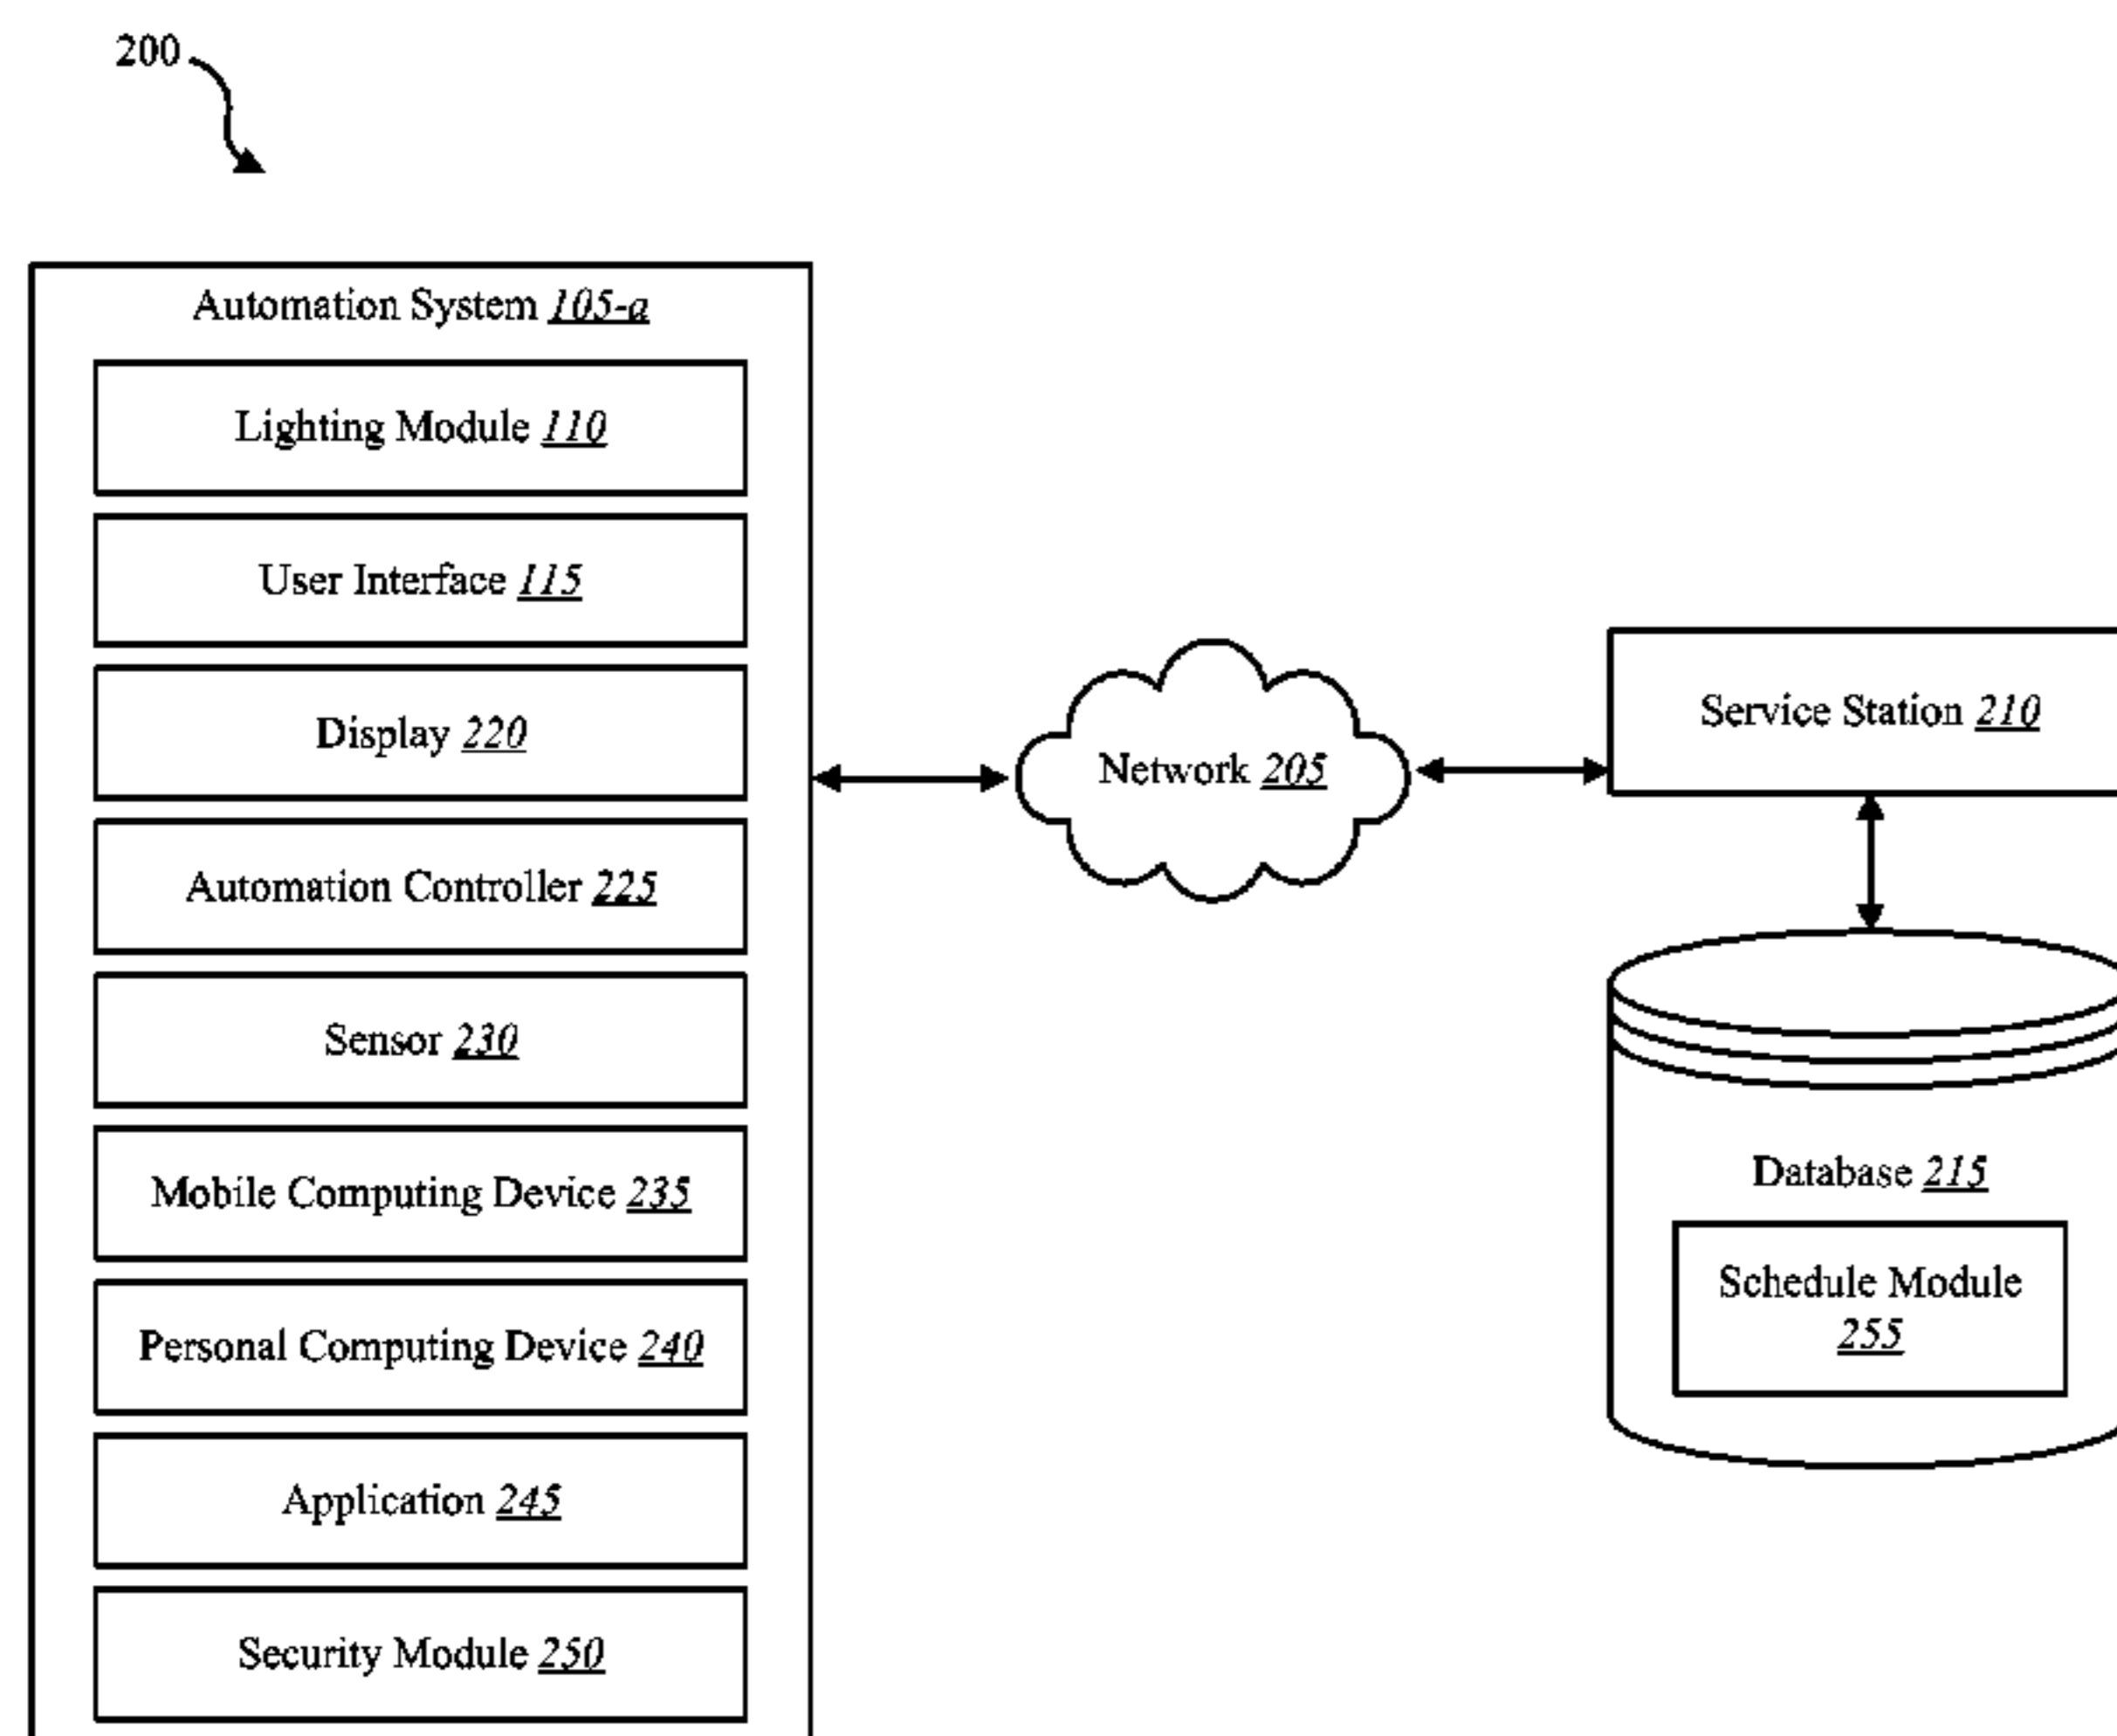 200
Automation System 105-a
Lighting Module 110
User Interface 115
Display 220
Automation Controller 225
Sensor 230
Mobile Computing Device 235
Personal Computing Device 240
Application 245
Security Module 250
Network 205
Service Station 210
Database 215
Schedule Module
255